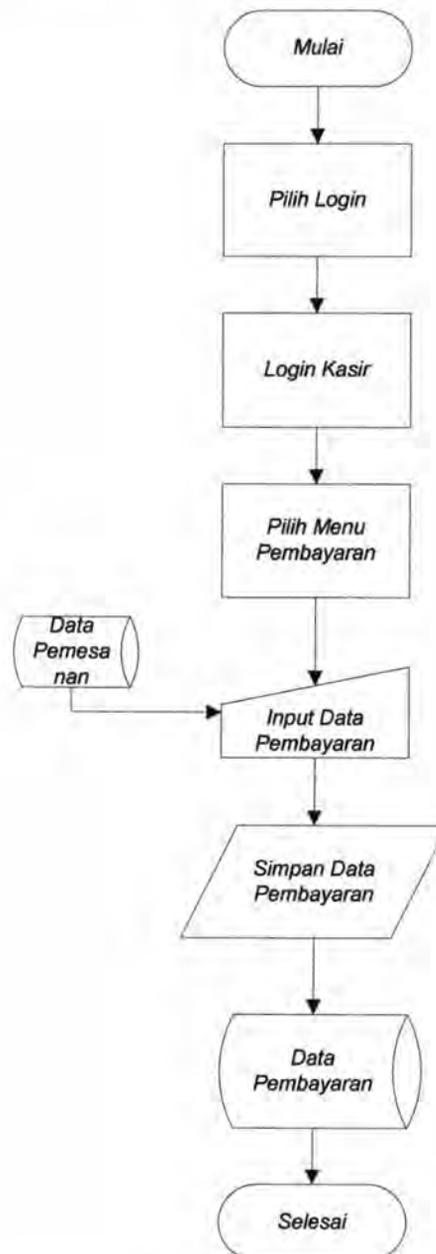 Mulai
Pilih Login
Login Kasir
Pilih Menu
Pembayaran
Data
Pemesa
nan
Input Data
Pembayaran
Simpan Data
Pembayaran
Data
Pembayaran
Selesai